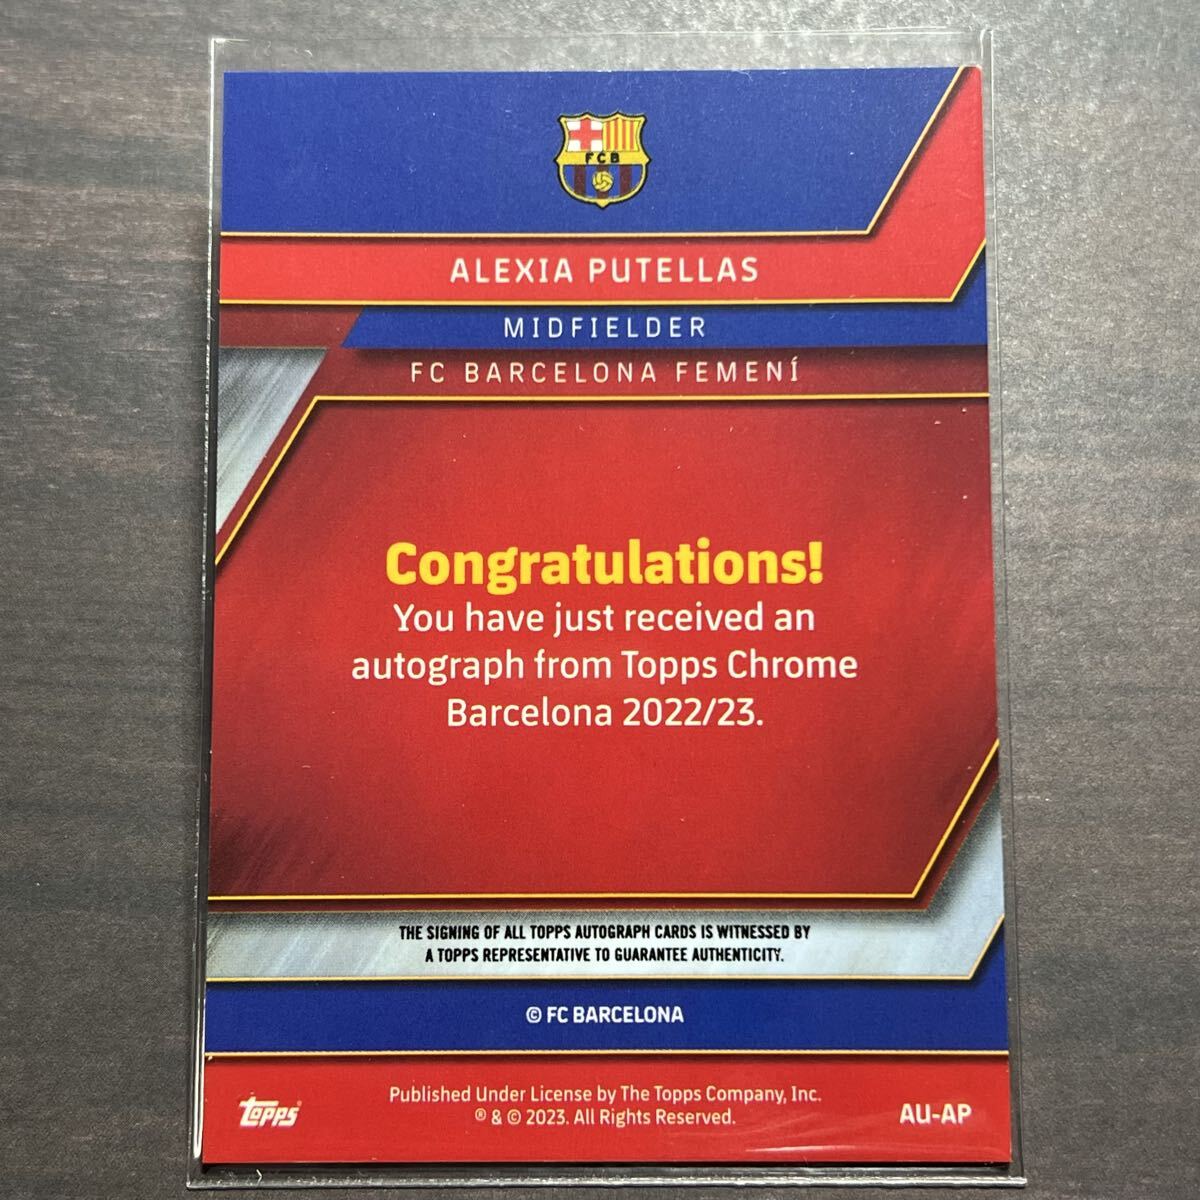 FCB
ALEXIA PUTELLAS
MIDFIELDER
FC BARCELONA FEMENÍ
Congratulations!
You have just received an
autograph from Topps Chrome
Barcelona 2022/23.
THE SIGNING OF ALL TOPPS AUTOGRAPH CARDS IS WITNESSED BY
A TOPPS REPRESENTATIVE TO GUARANTEE AUTHENTICITY.
© FC BARCELONA
topps
Published Under License by The Topps Company, Inc.
® & © 2023. All Rights Reserved.
AU-AP